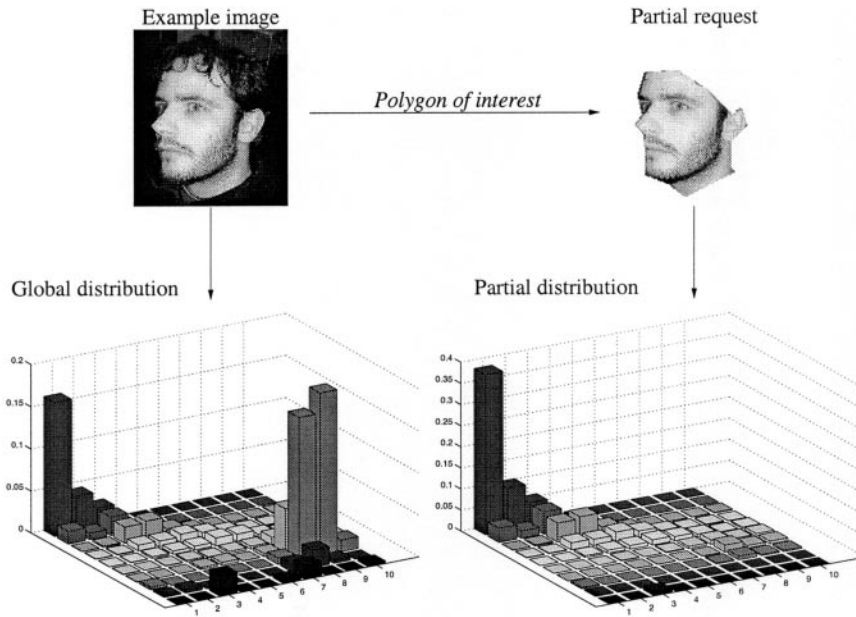 Example image
Partial request
Polygon of interest
Global distribution
Partial distribution
0.2
0.15
0.1
0.05
0
1 2 3 4 5 6 7 8 9 10
0.4
0.35
0.3
0.25
0.2
0.15
0.1
0.05
0
1 2 3 4 5 6 7 8 9 10